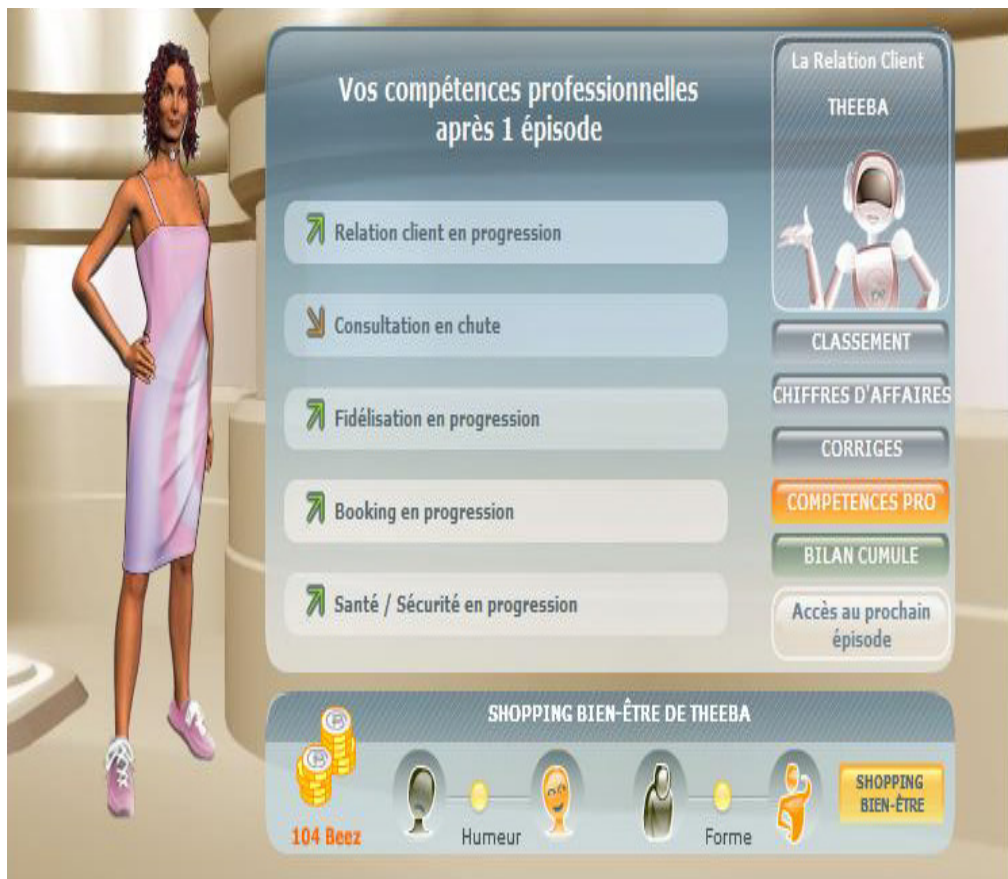 Vos compétences professionnelles
après 1 épisode
Relation client en progression
Consultation en chute
Fidélisation en progression
Booking en progression
Santé / Sécurité en progression
La Relation Client
THEEBA
CLASSEMENT
CHIFFRES D'AFFAIRES
CORRIGES
COMPETENCES PRO
BILAN CUMULE
Accès au prochain
épisode
SHOPPING BIEN-ÊTRE DE THEEBA
104 Beez
Humeur
Forme
SHOPPING
BIEN-ÊTRE